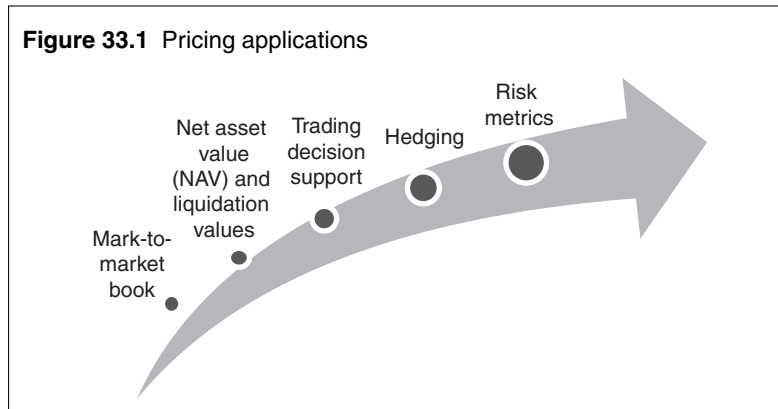 Figure 33.1 Pricing applications
Mark-to-
market
book
Net asset
value
(NAV) and
liquidation
values
Trading
decision
support
Hedging
Risk
metrics